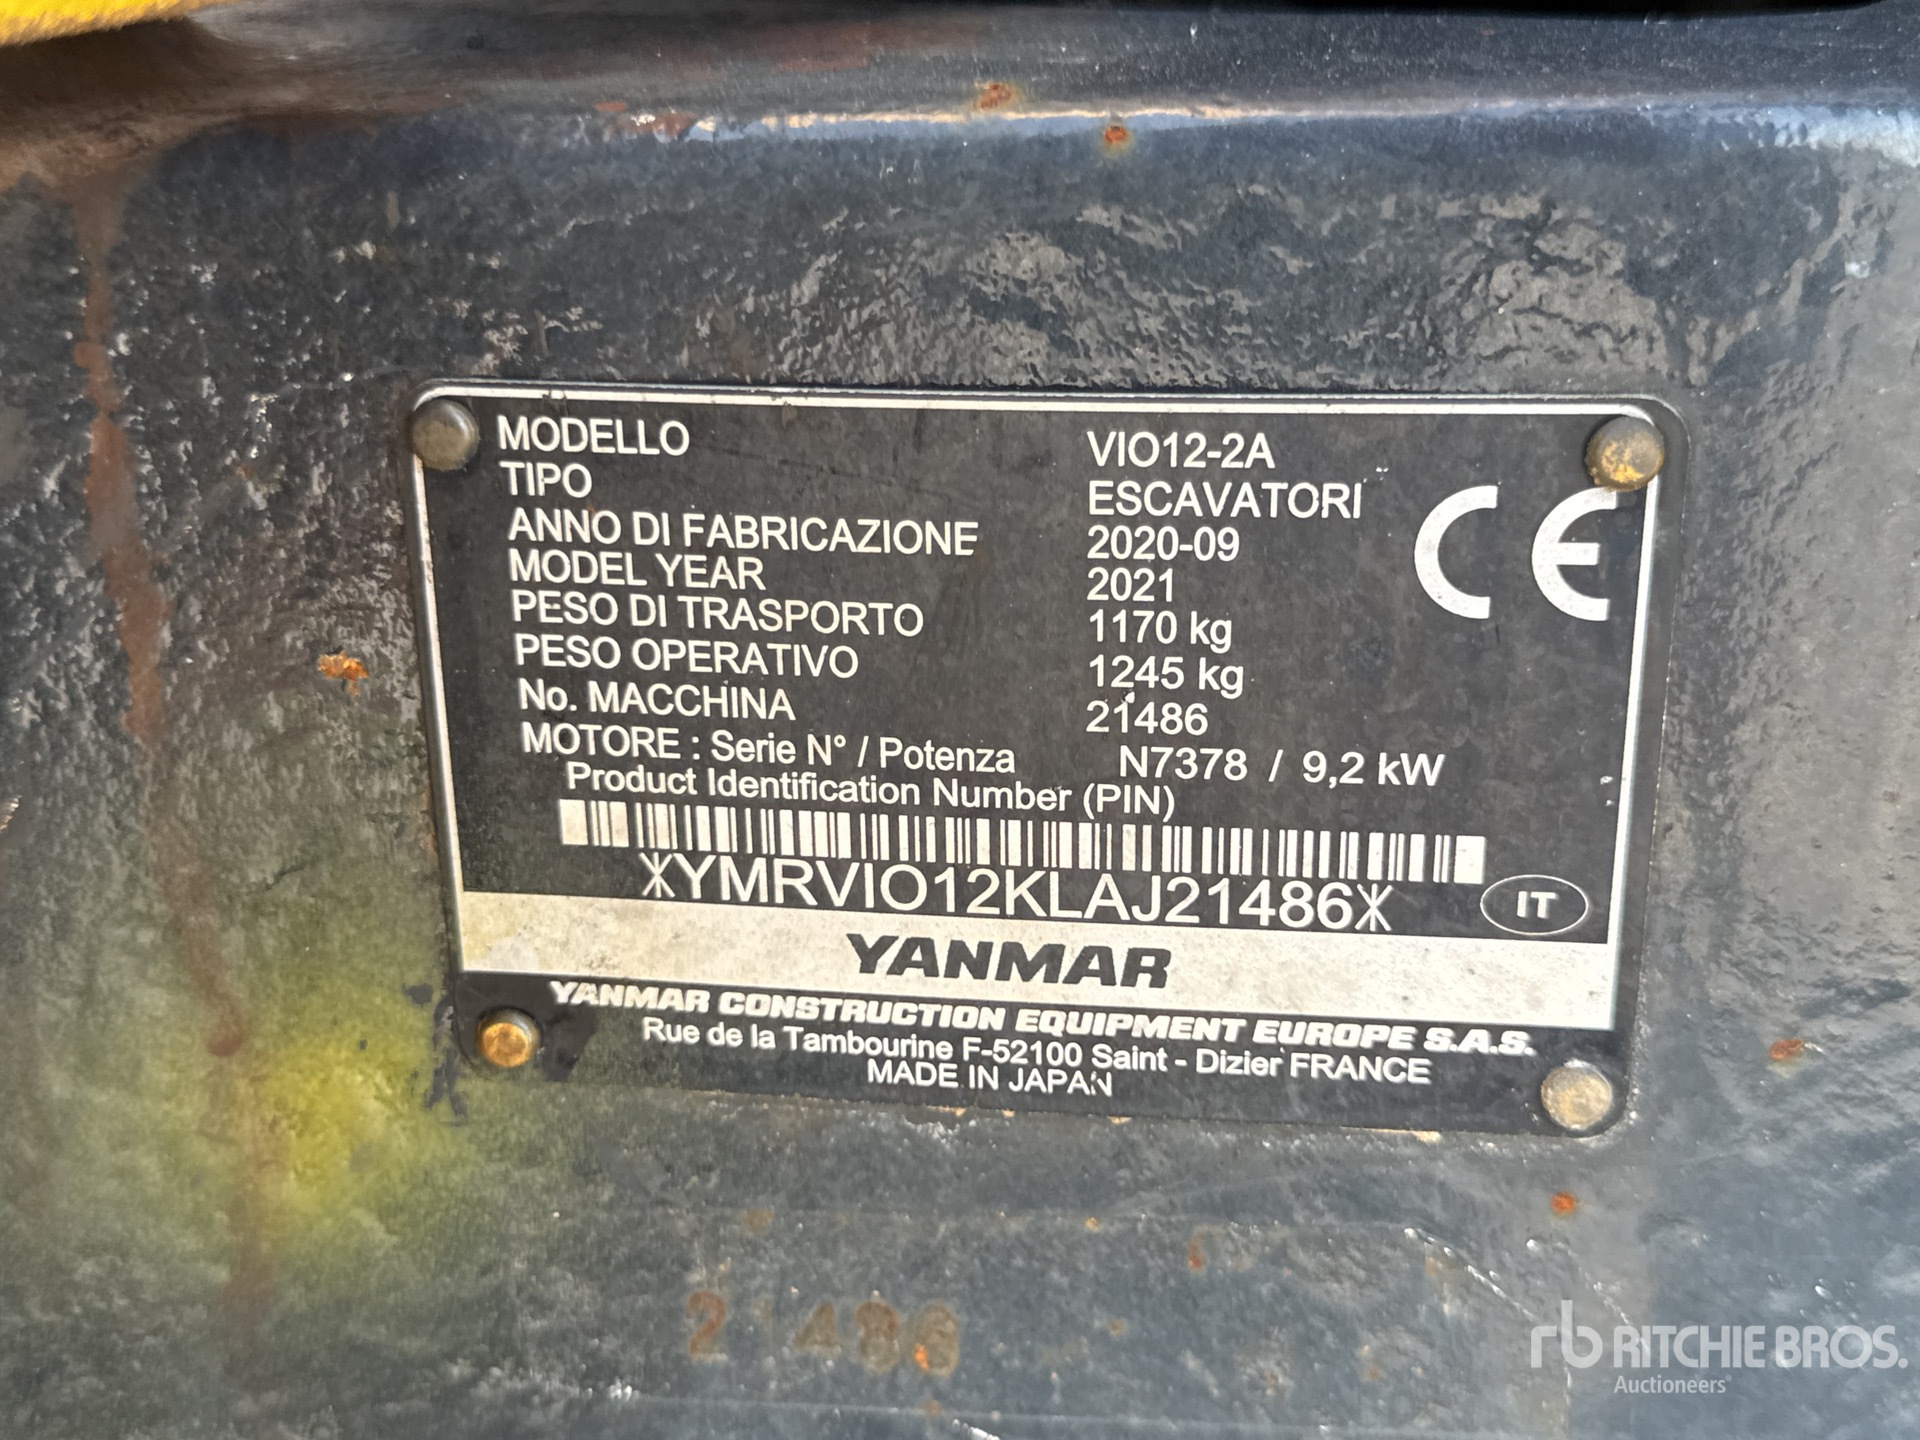 MODELLO VIO12-2A
TIPO ESCAVATORI
ANNO DI FABRICAZIONE 2020-09
MODEL YEAR 2021
PESO DI TRASPORTO 1170 kg
PESO OPERATIVO 1245 kg
No. MACCHINA 21486
MOTORE : Serie N° / Potenza N7378 / 9,2 kW
CE
Product Identification Number (PIN)
YMRVIO12KLAJ21486
IT
YANMAR
YANMAR CONSTRUCTION EQUIPMENT EUROPE S.A.S.
Rue de la Tambourine F-52100 Saint - Dizier FRANCE
MADE IN JAPAN
21486
rb RITCHIE BROS.
Auctioneers